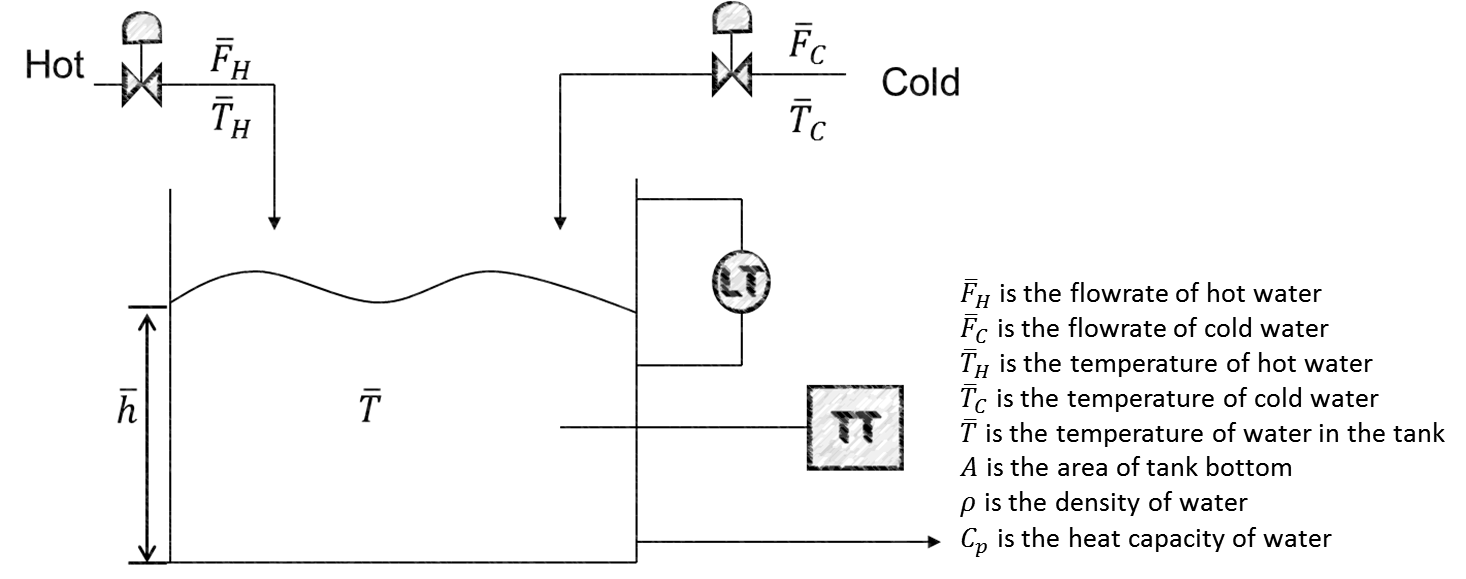 Hot
F̄_H
T̄_H
F̄_C
T̄_C
Cold
LT
h̄
T̄
TT
F̄_H is the flowrate of hot water
F̄_C is the flowrate of cold water
T̄_H is the temperature of hot water
T̄_C is the temperature of cold water
T̄ is the temperature of water in the tank
A is the area of tank bottom
ρ is the density of water
C_p is the heat capacity of water